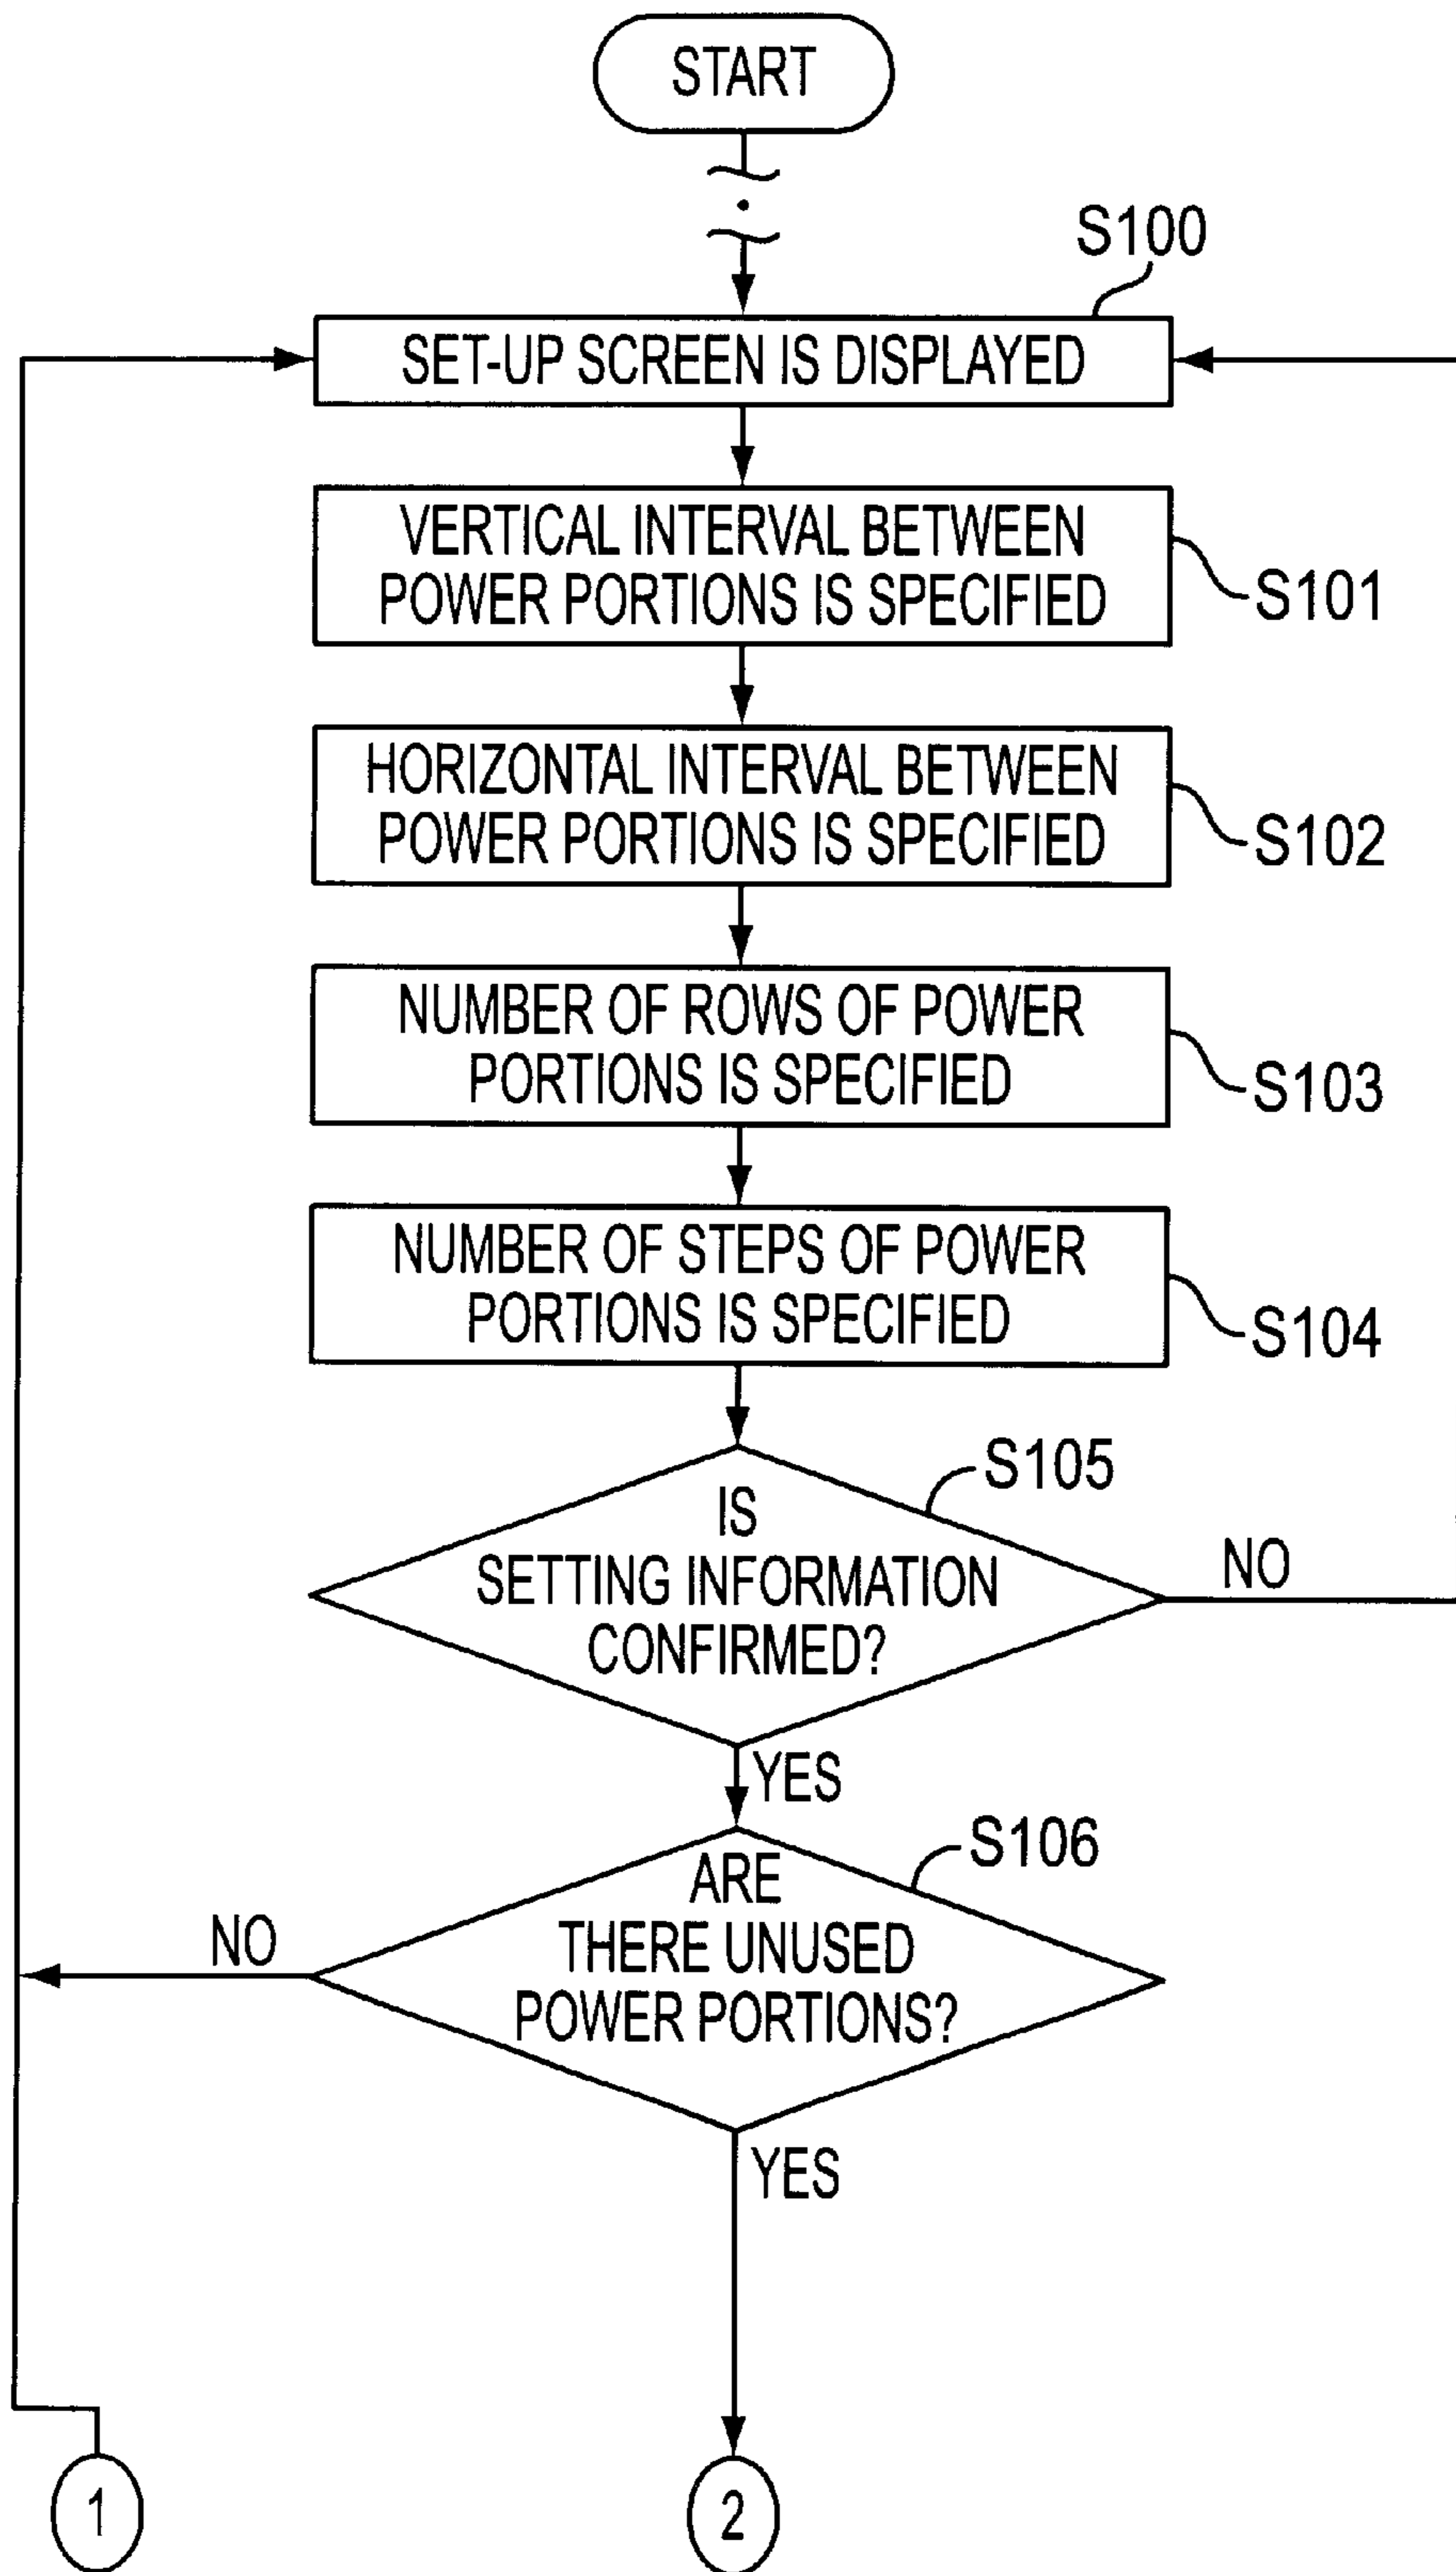 START
S100
SET-UP SCREEN IS DISPLAYED
VERTICAL INTERVAL BETWEEN
POWER PORTIONS IS SPECIFIED
S101
HORIZONTAL INTERVAL BETWEEN
POWER PORTIONS IS SPECIFIED
S102
NUMBER OF ROWS OF POWER
PORTIONS IS SPECIFIED
S103
NUMBER OF STEPS OF POWER
PORTIONS IS SPECIFIED
S104
S105
IS
SETTING INFORMATION
CONFIRMED?
NO
YES
S106
ARE
THERE UNUSED
POWER PORTIONS?
NO
YES
1
2